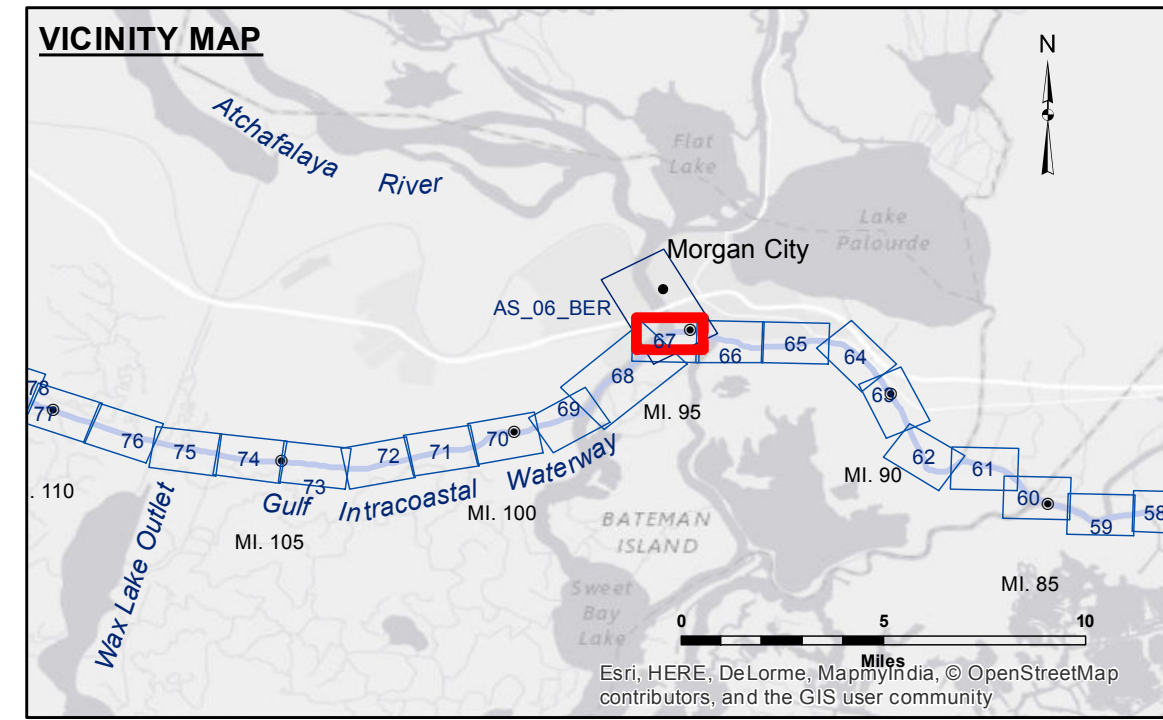 VICINITY MAP
N
Atchafalaya
River
Flat
Lake
Lake
Palourde
Morgan City
AS_06_BER
67
66
65
64
63
62
61
60
59
58
68
69
70
71
72
73
74
75
76
77
78
MI. 95
MI. 90
MI. 85
MI. 100
MI. 105
. 110
Gulf Intracoastal Waterway
Wax Lake Outlet
BATEMAN
ISLAND
Sweet
Bay
Lake
0 5 10
Miles
Esri, HERE, DeLorme, MapmyIndia, © OpenStreetMap
contributors, and the GIS user community